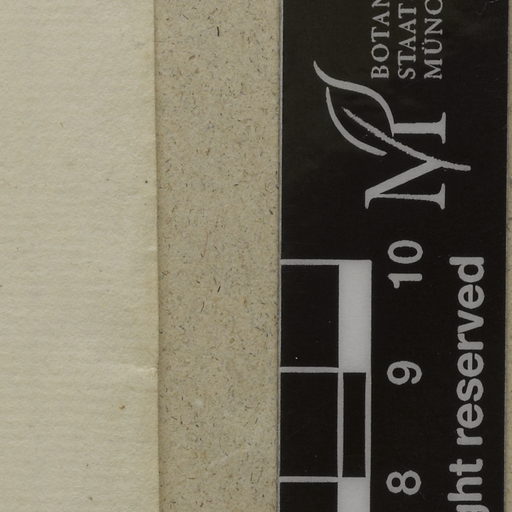 BOTAN
STAAT
MÜNC
M
10
9
8
ght reserved